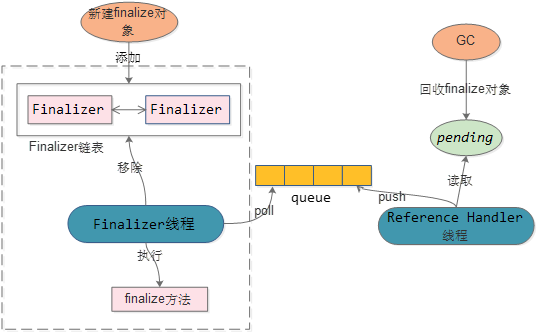 新建finalize对
象
GC
添加
回收finalize对象
Finalizer
Finalizer
pending
Finalizer链表
移除
读取
queue
push
Finalizer线程
poll
Reference Handler
线程
执行
finalize方法